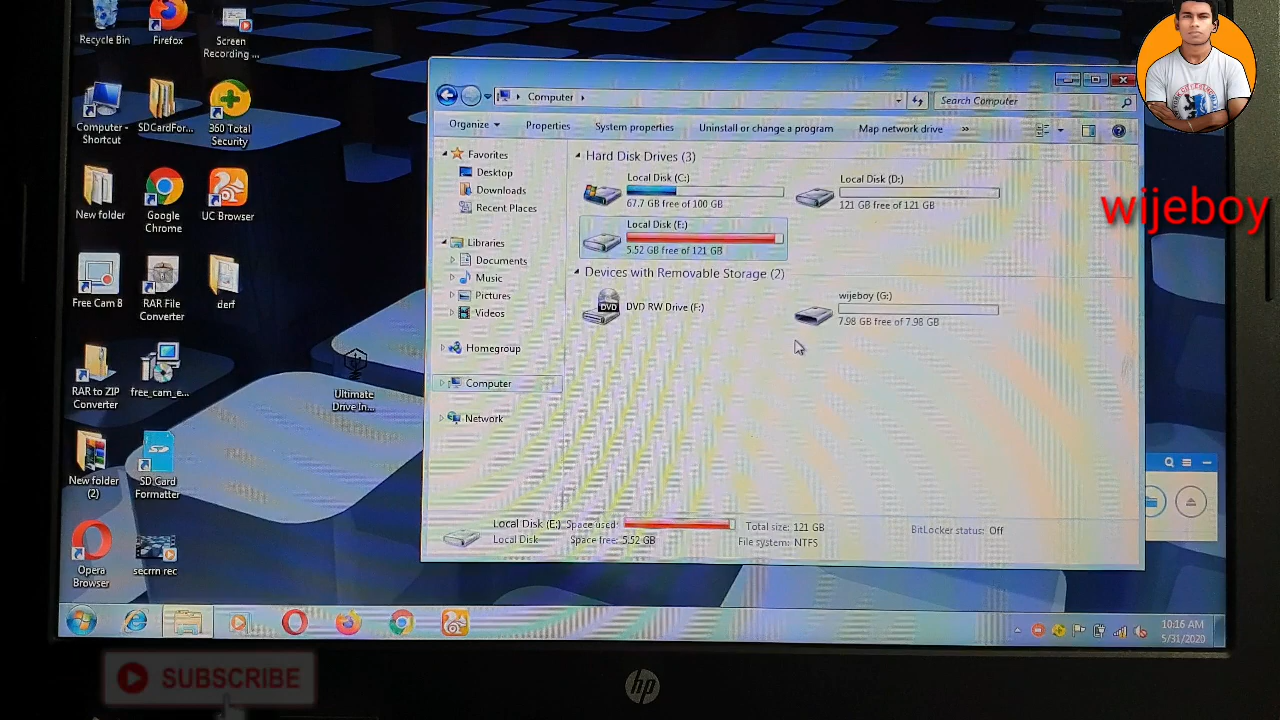 Recycle Bin
Firefox
Screen
Recording ...
Computer -
Shortcut
SDCardFor...
360 Total
Security
New folder
Google
Chrome
UC Browser
Free Cam 8
RAR File
Converter
derf
RAR to ZIP
Converter
free_cam_e...
Ultimate
Drive In...
New folder
(2)
SD Card
Formatter
Opera
Browser
secrrn rec
Computer
Search Computer
Organize
Properties
System properties
Uninstall or change a program
Map network drive
»
Favorites
Desktop
Downloads
Recent Places
Libraries
Documents
Music
Pictures
Videos
Homegroup
Computer
Network
Hard Disk Drives (3)
Local Disk (C:)
67.7 GB free of 100 GB
Local Disk (D:)
121 GB free of 121 GB
Local Disk (E:)
5.52 GB free of 121 GB
Devices with Removable Storage (2)
DVD
DVD RW Drive (F:)
wijeboy (G:)
7.98 GB free of 7.98 GB
Local Disk (E:) Space used:
Total size: 121 GB
BitLocker status: Off
Local Disk
Space free: 5.52 GB
File system: NTFS
10:16 AM
5/31/2020
wijeboy
SUBSCRIBE
hp